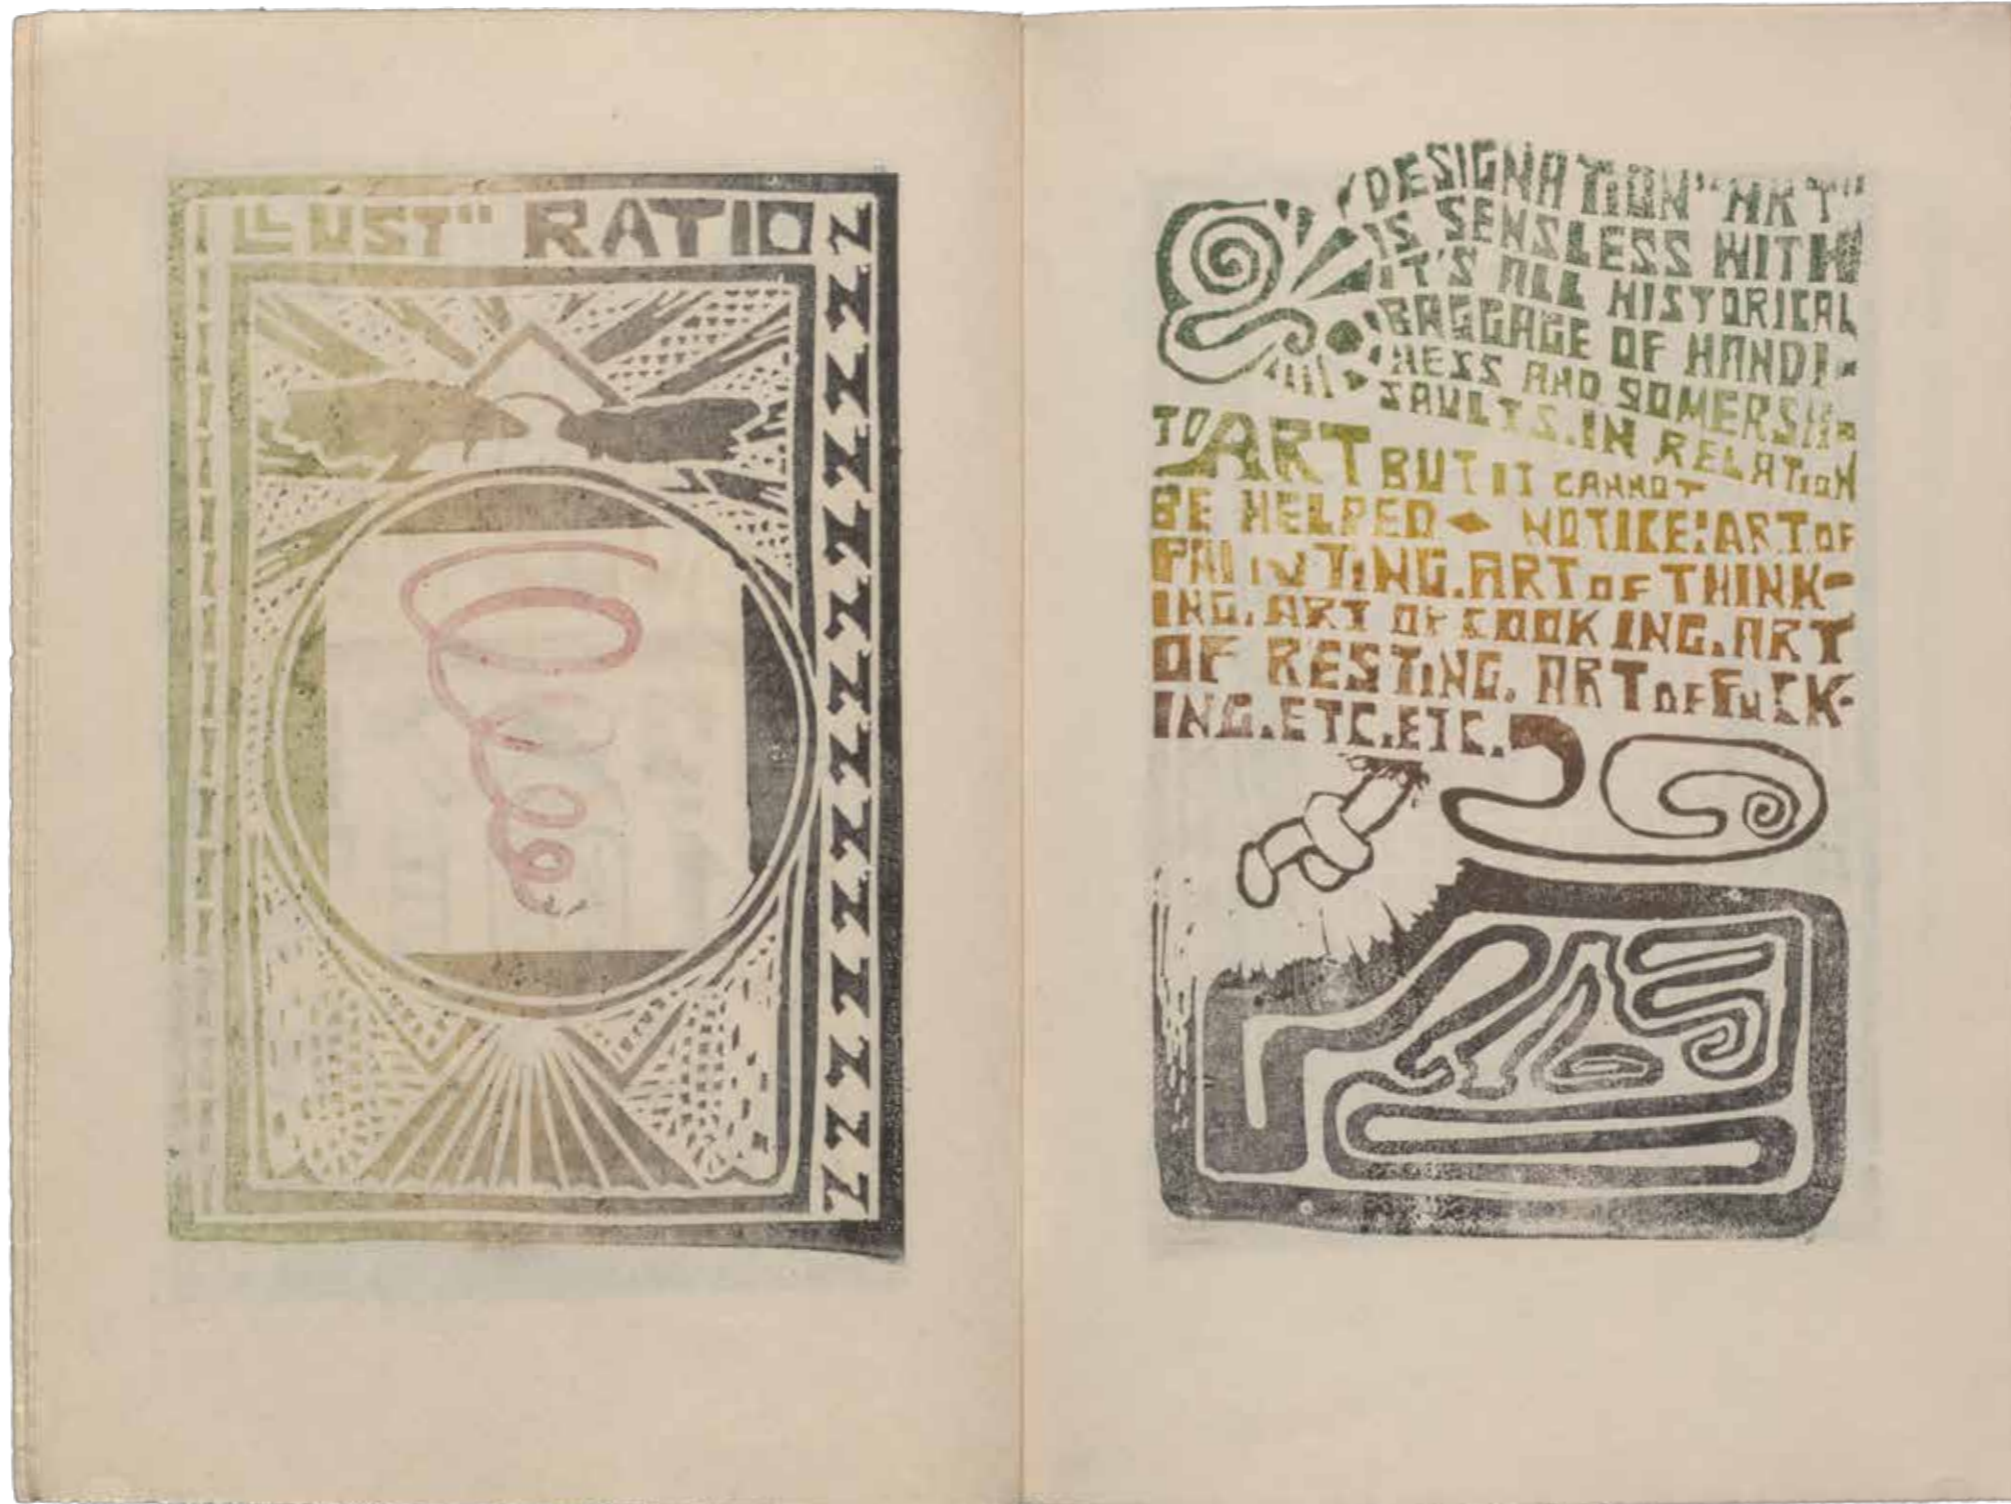 ILLUST" RATIO
DESIGNATION "ART"
IS SENSLESS WITH
IT'S ALL HISTORICAL
BAGGAGE OF HANDI-
NESS AND SOMERSA-
SAULTS. IN RELATION
TO ART BUT IT CANNOT
BE HELPED ◆ NOTICE: ART OF
PAINTING. ART OF THINK-
ING. ART OF COOKING. ART
OF RESTING. ART OF FUCK-
ING. ETC. ETC.